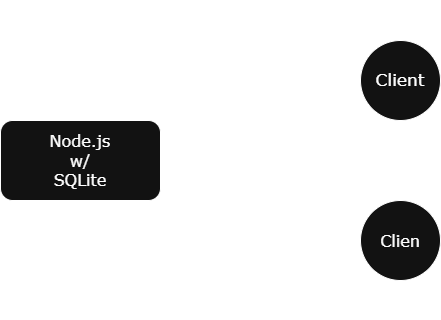 Client
Node.js
w/
SQLite
Clien